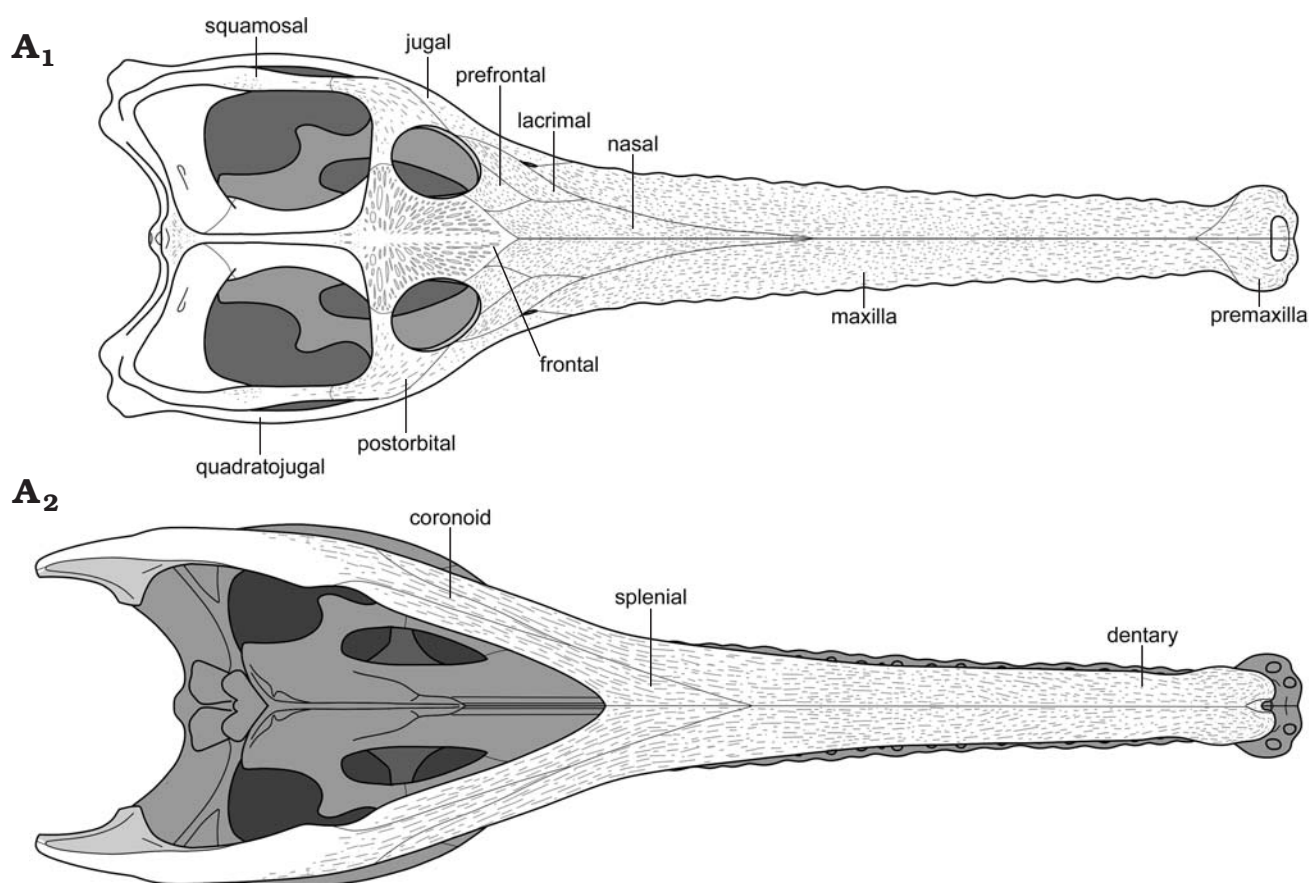 A1
squamosal
jugal
prefrontal
lacrimal
nasal
maxilla
premaxilla
frontal
postorbital
quadratojugal
A2
coronoid
splenial
dentary